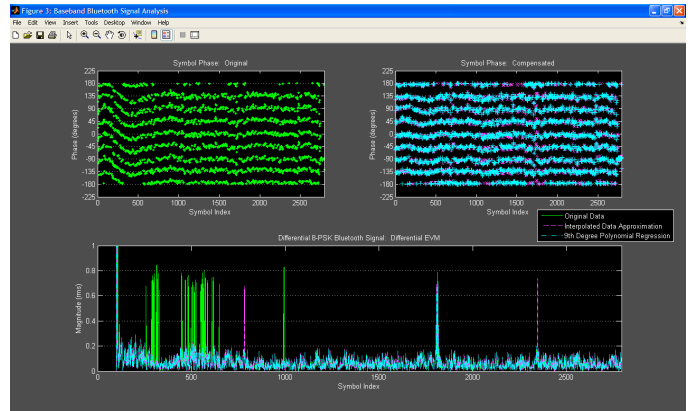 Figure 3: Baseband Bluetooth Signal Analysis
File Edit View Insert Tools Desktop Window Help
Symbol Phase: Original
Phase (degrees)
225
180
135
90
45
0
-45
-90
-135
-180
-225
0 500 1000 1500 2000 2500
Symbol Index
Symbol Phase: Compensated
Phase (degrees)
225
180
135
90
45
0
-45
-90
-135
-180
-225
0 500 1000 1500 2000 2500
Symbol Index
Original Data
Interpolated Data Approximation
9th Degree Polynomial Regression
Differential 8-PSK Bluetooth Signal: Differential EVM
Magnitude (rms)
1
0.8
0.6
0.4
0.2
0
0 500 1000 1500 2000 2500
Symbol Index